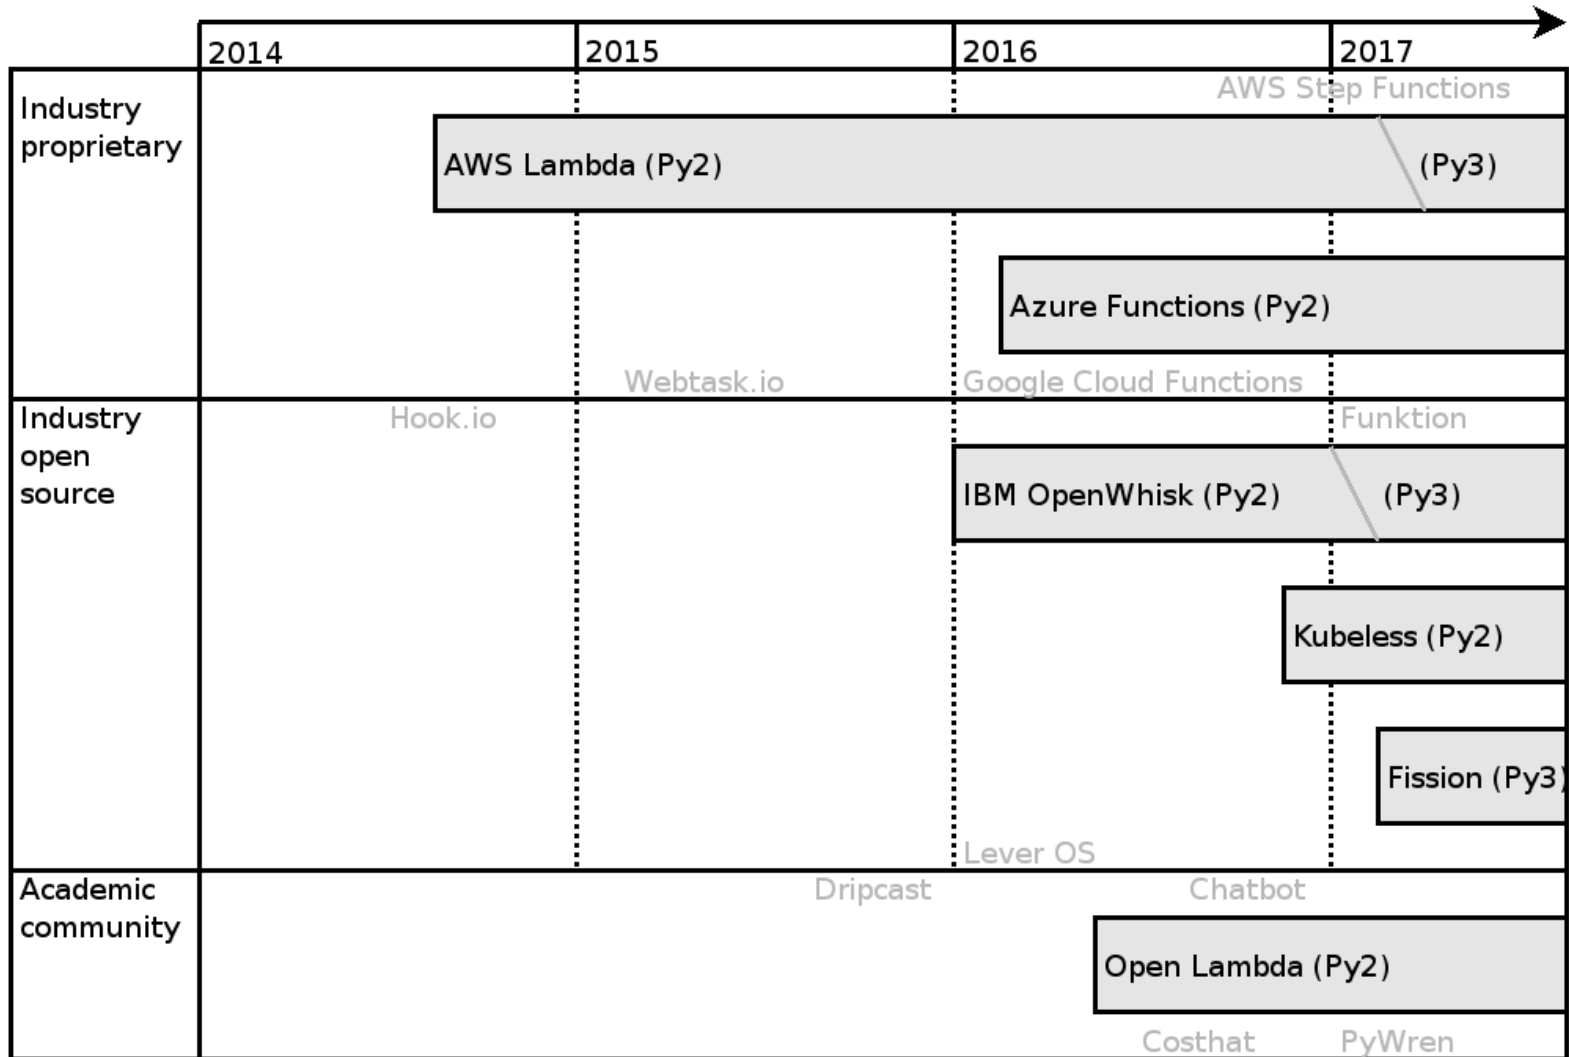 2014 2015 2016 2017
Industry
proprietary
AWS Step Functions
AWS Lambda (Py2) (Py3)
Azure Functions (Py2)
Webtask.io Google Cloud Functions
Industry
open
source
Hook.io Funktion
IBM OpenWhisk (Py2) (Py3)
Kubeless (Py2)
Fission (Py3)
Lever OS
Academic
community
Dripcast Chatbot
Open Lambda (Py2)
Costhat PyWren